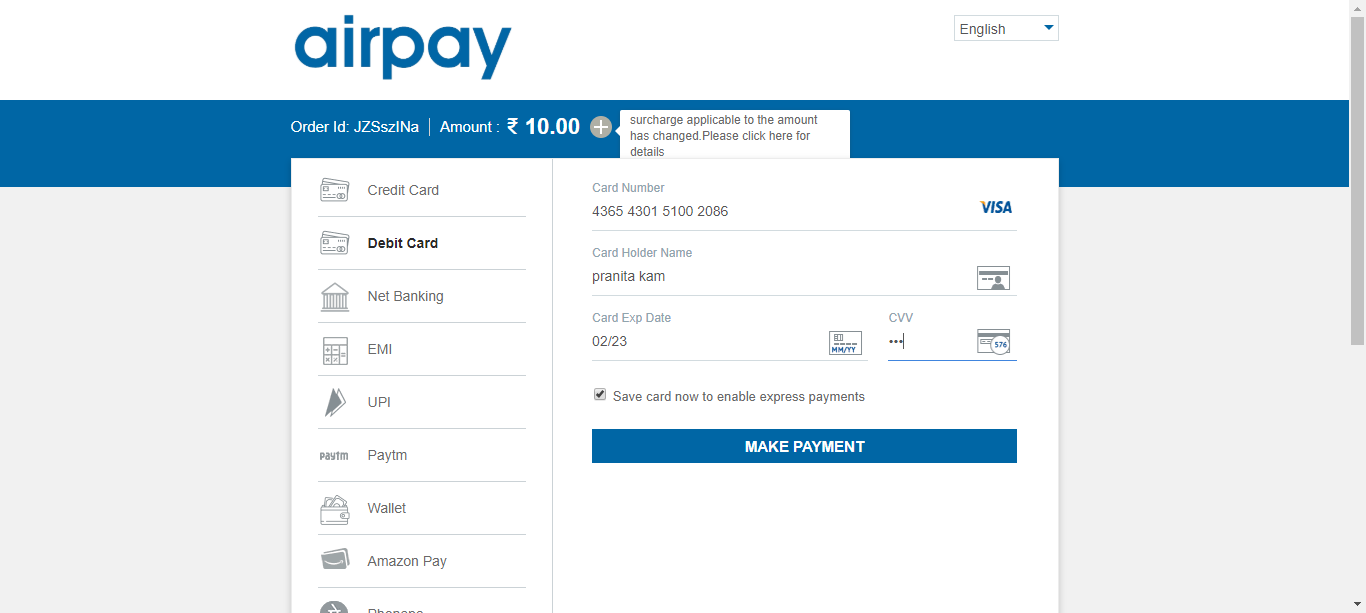 airpay
English
Order Id: JZSszINa Amount : ₹ 10.00
surcharge applicable to the amount
has changed.Please click here for
details
Credit Card
Debit Card
Net Banking
EMI
UPI
paytm Paytm
Wallet
Amazon Pay
Card Number
4365 4301 5100 2086 VISA
Card Holder Name
pranita kam
Card Exp Date
02/23 MM/YY
CVV
••• 576
Save card now to enable express payments
MAKE PAYMENT